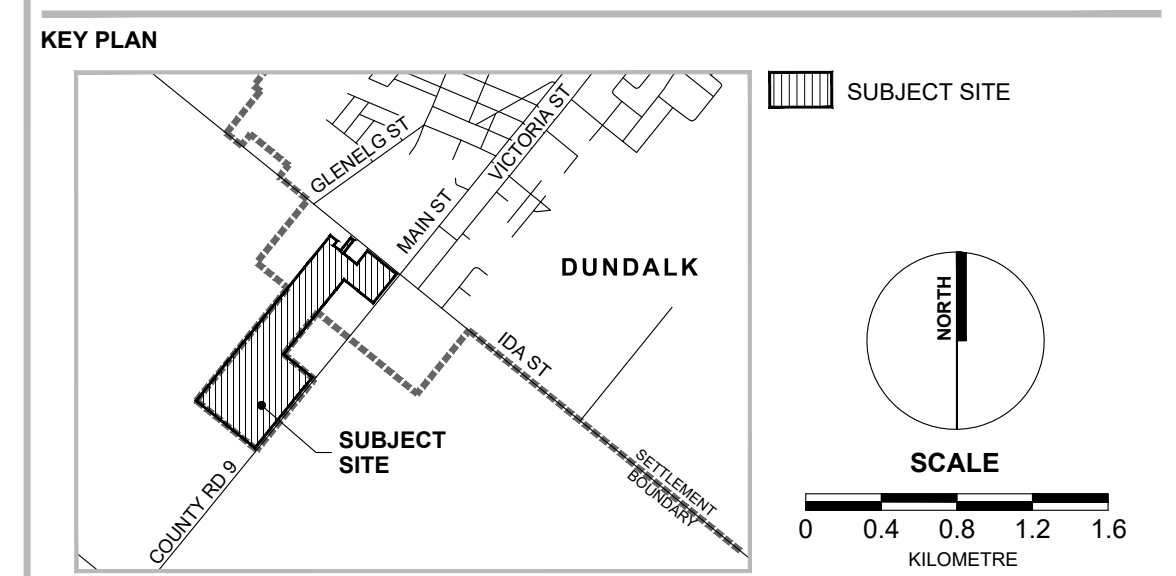 KEY PLAN
SUBJECT SITE
GLENELG ST
MAIN ST
VICTORIA ST
DUNDALK
IDA ST
SUBJECT
SITE
COUNTY RD 9
SETTLEMENT
BOUNDARY
NORTH
SCALE
0 0.4 0.8 1.2 1.6
KILOMETRE